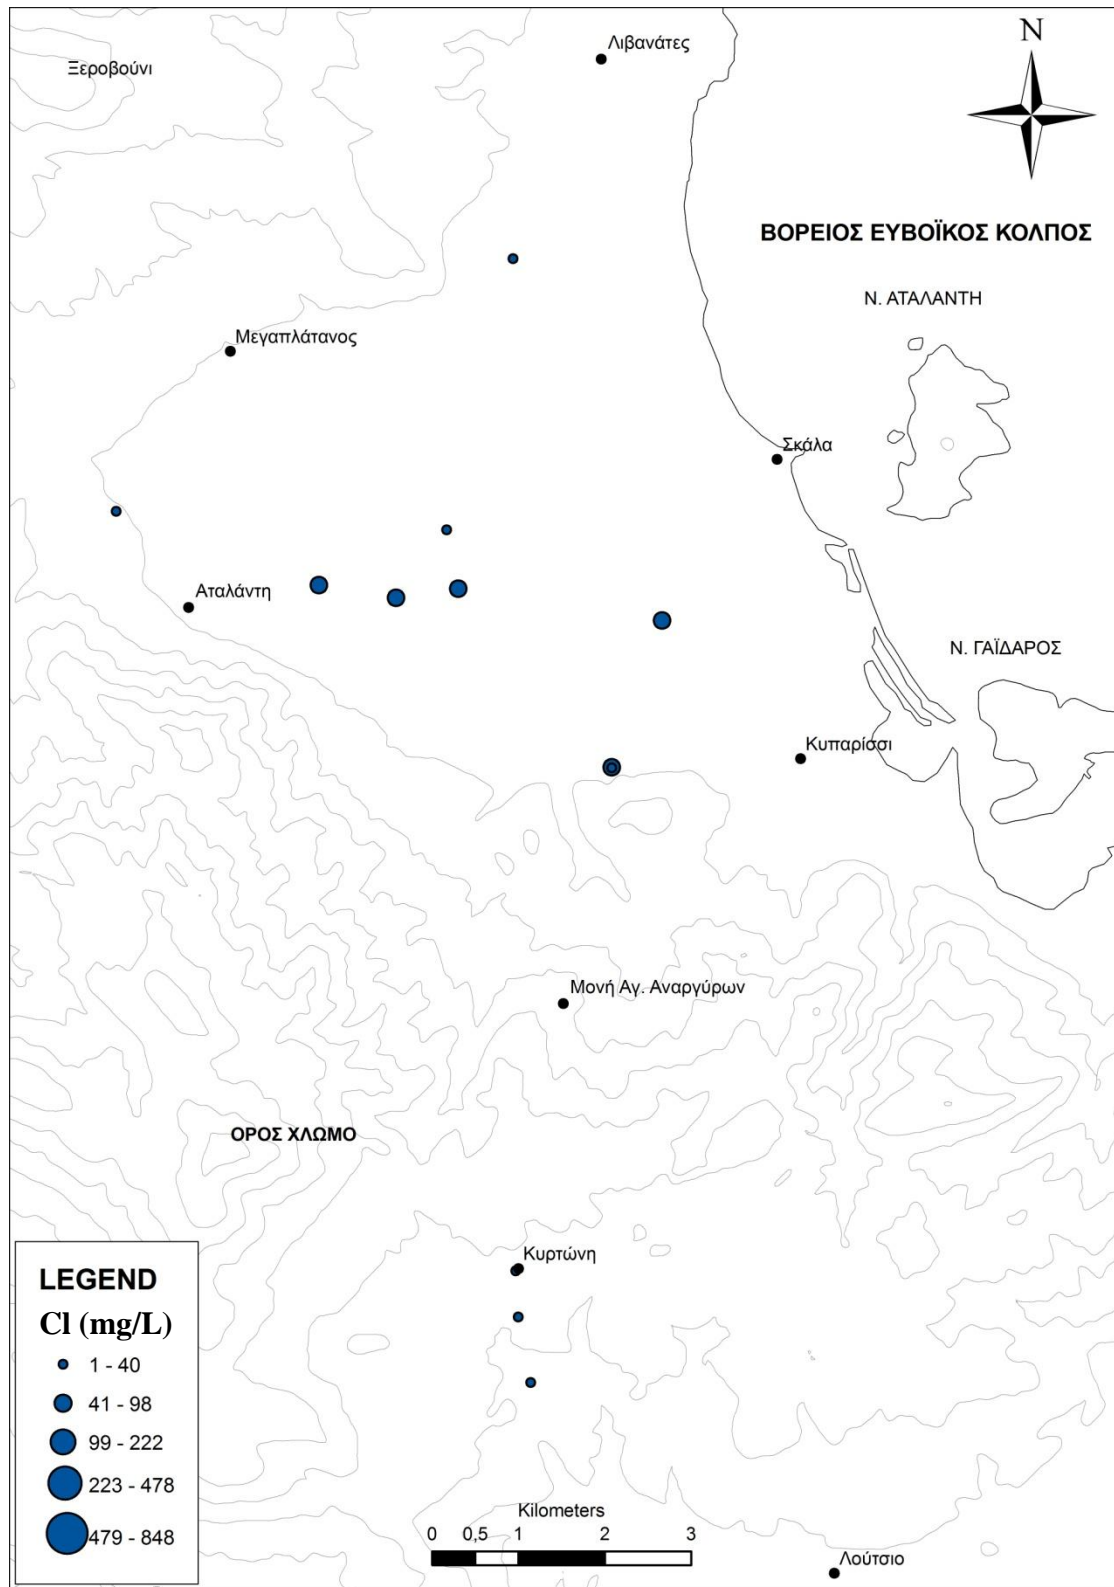 Λιβανάτες
N
Ξεροβούνι
ΒΟΡΕΙΟΣ ΕΥΒΟΪΚΟΣ ΚΟΛΠΟΣ
Ν. ΑΤΑΛΑΝΤΗ
Μεγαπλάτανος
Σκάλα
Αταλάντη
Ν. ΓΑΪΔΑΡΟΣ
Κυπαρίσσι
Μονή Αγ. Αναργύρων
ΟΡΟΣ ΧΛΩΜΟ
Κυρτώνη
LEGEND
Cl (mg/L)
1 - 40
41 - 98
99 - 222
223 - 478
479 - 848
Kilometers
0 0,5 1 2 3
Λούτσιο